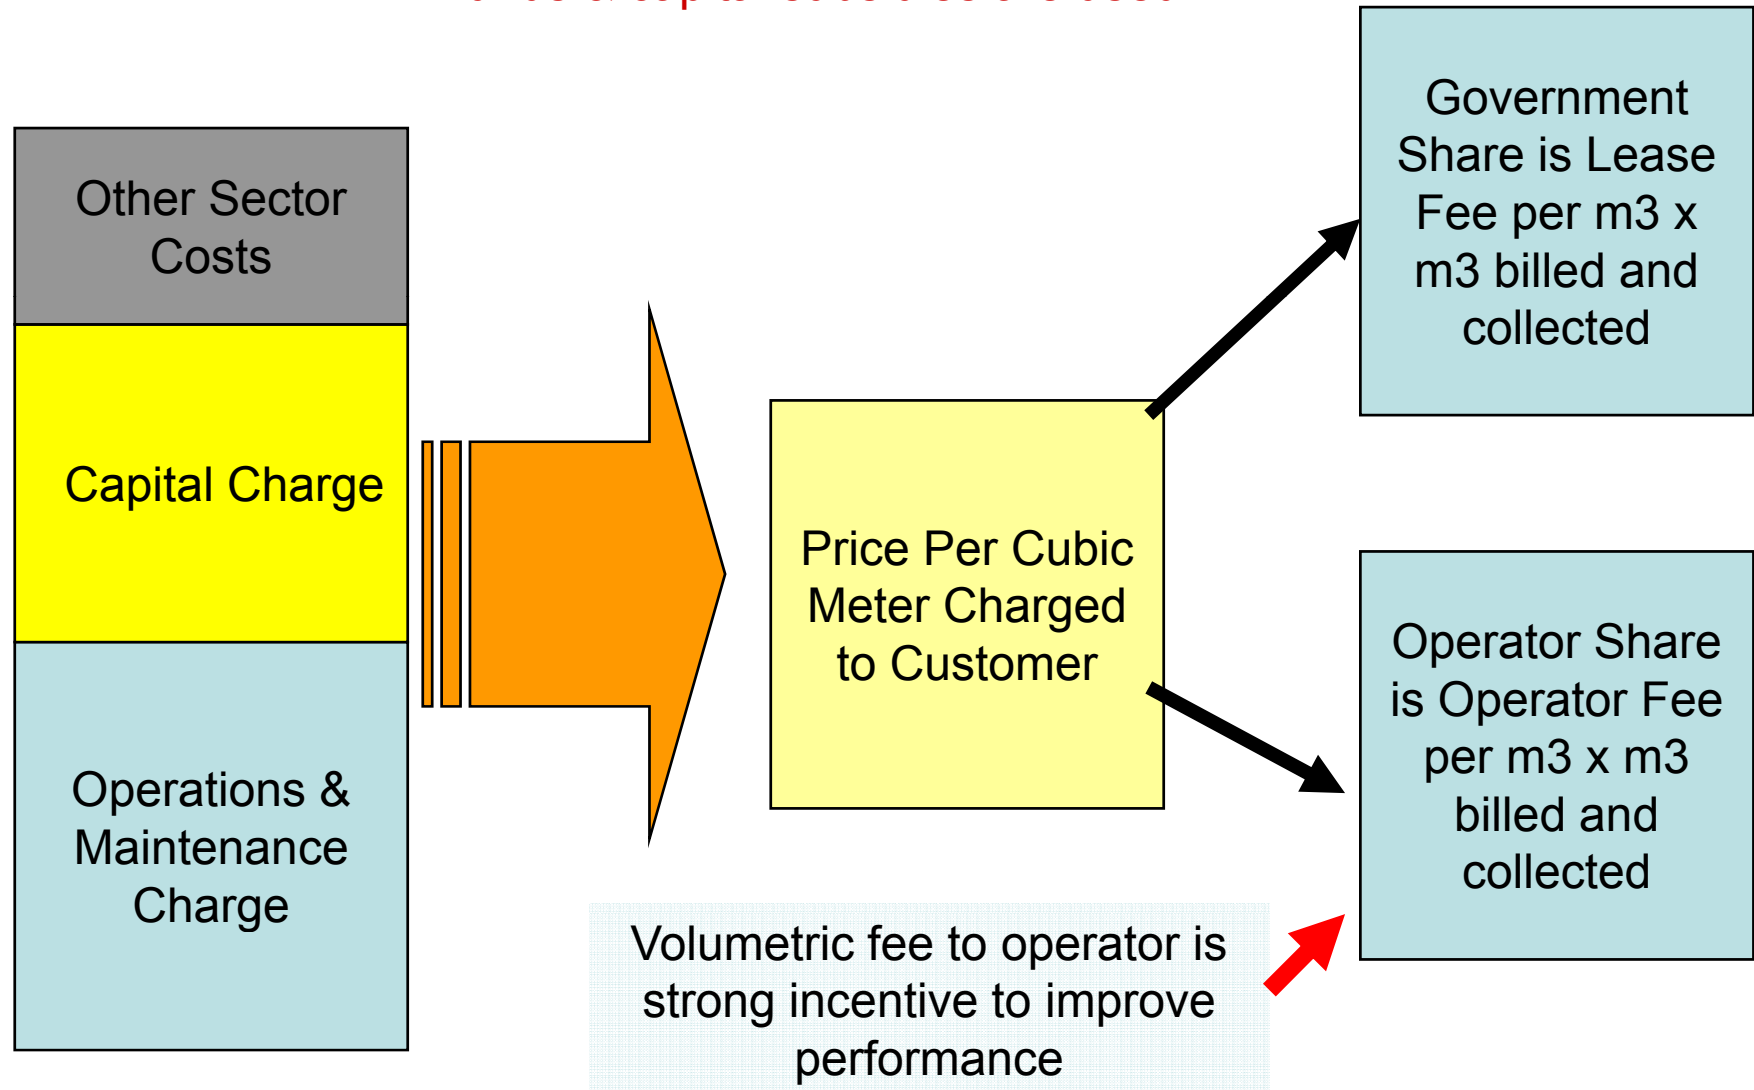 Other Sector
Costs
Capital Charge
Operations &
Maintenance
Charge
Price Per Cubic
Meter Charged
to Customer
Government
Share is Lease
Fee per m3 x
m3 billed and
collected
Operator Share
is Operator Fee
per m3 x m3
billed and
collected
Volumetric fee to operator is
strong incentive to improve
performance